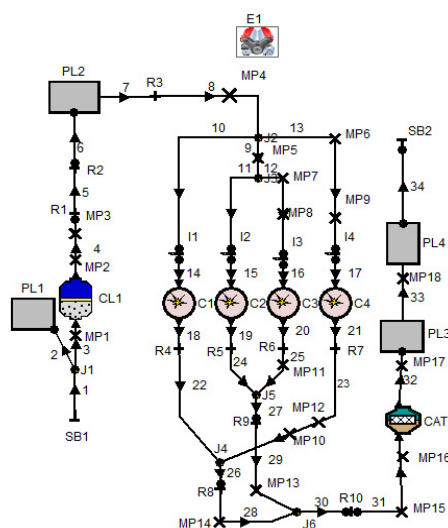 E1
PL2
7
R3
8
MP4
10
J2
13
MP6
SB2
9
MP5
6
R2
11
12
MP7
J3
5
34
R1
MP3
MP8
MP9
4
I1
I2
I3
I4
PL4
MP2
14
15
16
17
MP18
PL1
CL1
C1
C2
C3
C4
33
MP1
18
19
20
21
PL3
2
3
R4
R5
R6
R7
J1
24
25
MP11
MP17
32
1
22
J5
23
R9
27
MP12
CAT
SB1
MP10
J4
29
MP16
26
R8
MP13
30
R10
31
MP15
MP14
28
J6